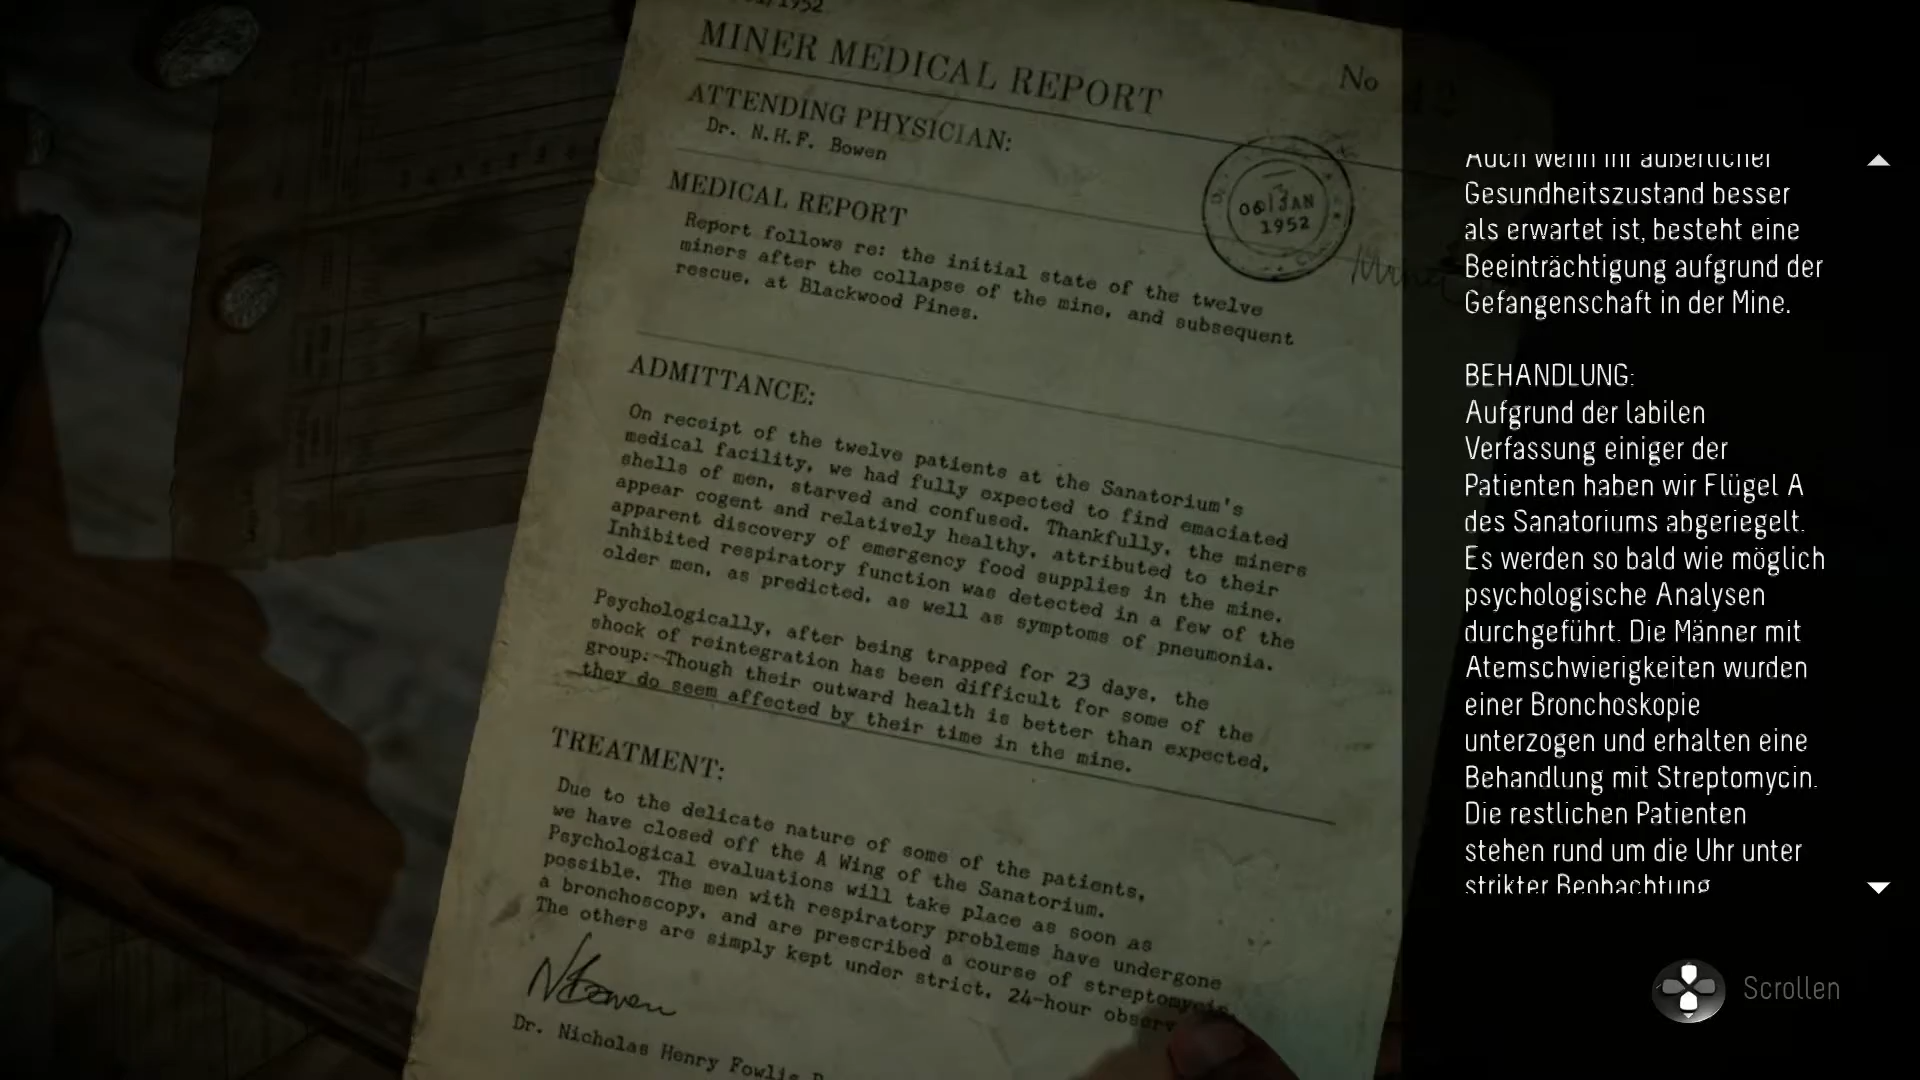 /1952
MINER MEDICAL REPORT
No
ATTENDING PHYSICIAN:
Dr. N.H.F. Bowen
06 JAN
1952
MEDICAL REPORT
Report follows re: the initial state of the twelve
miners after the collapse of the mine, and subsequent
rescue, at Blackwood Pines.
ADMITTANCE:
On receipt of the twelve patients at the Sanatorium's
medical facility, we had fully expected to find emaciated
shells of men, starved and confused. Thankfully, the miners
appear cogent and relatively healthy, attributed to their
apparent discovery of emergency food supplies in the mine.
Inhibited respiratory function was detected in a few of the
older men, as predicted, as well as symptoms of pneumonia.
Psychologically, after being trapped for 23 days, the
shock of reintegration has been difficult for some of the
group. Though their outward health is better than expected,
they do seem affected by their time in the mine.
TREATMENT:
Due to the delicate nature of some of the patients,
we have closed off the A Wing of the Sanatorium.
Psychological evaluations will take place as soon as
possible. The men with respiratory problems have undergone
a bronchoscopy, and are prescribed a course of streptomycin.
The others are simply kept under strict, 24-hour observ
NBowen
Dr. Nicholas Henry Fowlis
Auch wenn ihr äußerlicher
Gesundheitszustand besser
als erwartet ist, besteht eine
Beeinträchtigung aufgrund der
Gefangenschaft in der Mine.
BEHANDLUNG:
Aufgrund der labilen
Verfassung einiger der
Patienten haben wir Flügel A
des Sanatoriums abgeriegelt.
Es werden so bald wie möglich
psychologische Analysen
durchgeführt. Die Männer mit
Atemschwierigkeiten wurden
einer Bronchoskopie
unterzogen und erhalten eine
Behandlung mit Streptomycin.
Die restlichen Patienten
stehen rund um die Uhr unter
strikter Beobachtung
Scrollen